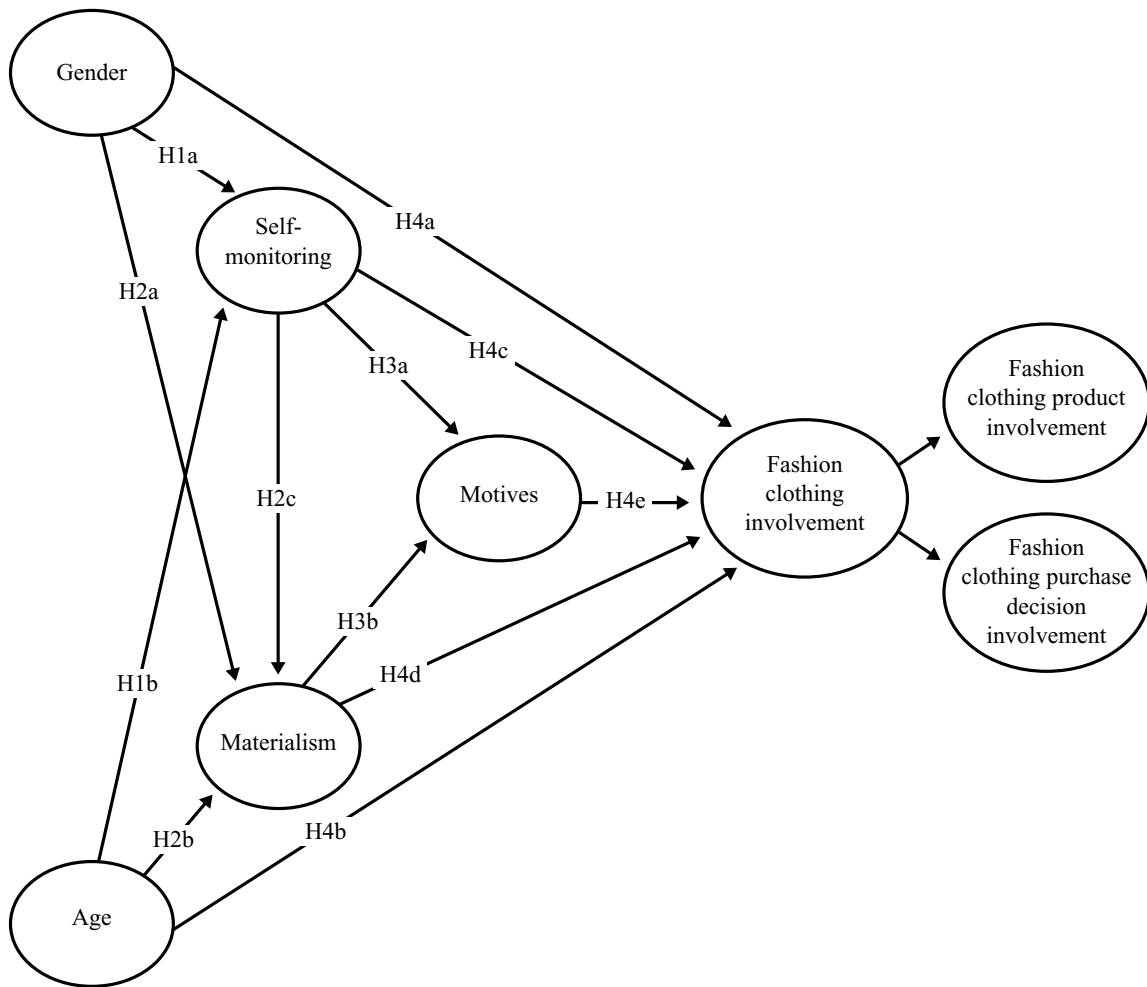 Gender
H1a
Self-
monitoring
H4a
H2a
H4c
H3a
Fashion
clothing product
involvement
Fashion
clothing
involvement
Motives
H4e
H2c
Fashion
clothing purchase
decision
involvement
H3b
H4d
H1b
Materialism
H2b
H4b
Age